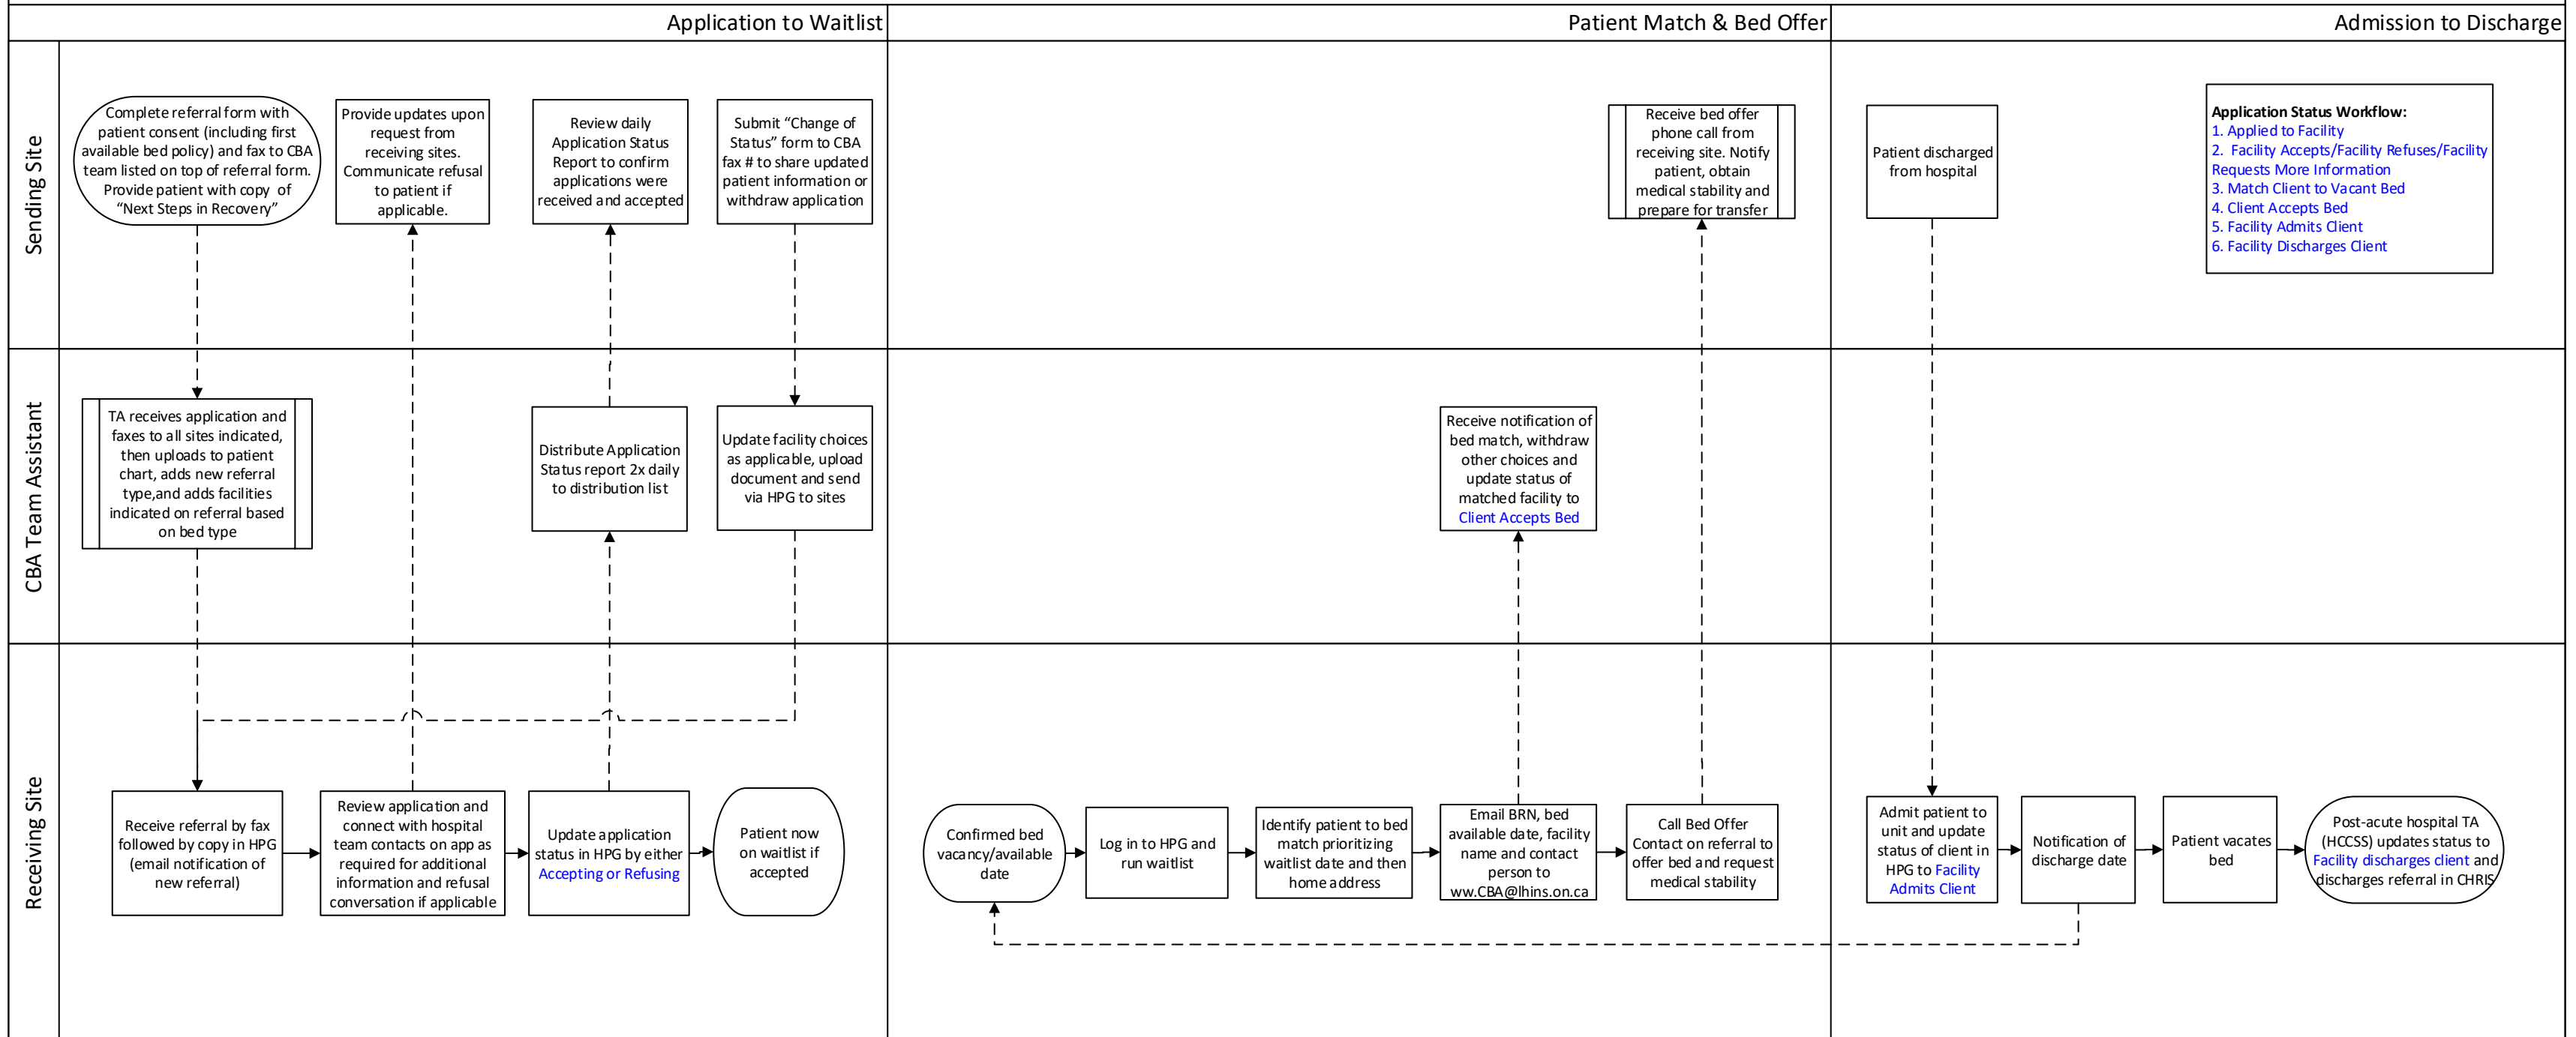 Application to Waitlist
Patient Match & Bed Offer
Admission to Discharge
Sending Site
Complete referral form with
patient consent (including first
available bed policy) and fax to CBA
team listed on top of referral form.
Provide patient with copy of
“Next Steps in Recovery”
Provide updates upon
request from
receiving sites.
Communicate refusal
to patient if
applicable.
Review daily
Application Status
Report to confirm
applications were
received and accepted
Submit “Change of
Status” form to CBA
fax # to share updated
patient information or
withdraw application
Receive bed offer
phone call from
receiving site. Notify
patient, obtain
medical stability and
prepare for transfer
Patient discharged
from hospital
Application Status Workflow:
1. Applied to Facility
2. Facility Accepts/Facility Refuses/Facility
Requests More Information
3. Match Client to Vacant Bed
4. Client Accepts Bed
5. Facility Admits Client
6. Facility Discharges Client
CBA Team Assistant
TA receives application and
faxes to all sites indicated,
then uploads to patient
chart, adds new referral
type,and adds facilities
indicated on referral based
on bed type
Distribute Application
Status report 2x daily
to distribution list
Update facility choices
as applicable, upload
document and send
via HPG to sites
Receive notification of
bed match, withdraw
other choices and
update status of
matched facility to
Client Accepts Bed
Receiving Site
Receive referral by fax
followed by copy in HPG
(email notification of
new referral)
Review application and
connect with hospital
team contacts on app as
required for additional
information and refusal
conversation if applicable
Update application
status in HPG by either
Accepting or Refusing
Patient now
on waitlist if
accepted
Confirmed bed
vacancy/available
date
Log in to HPG and
run waitlist
Identify patient to bed
match prioritizing
waitlist date and then
home address
Email BRN, bed
available date, facility
name and contact
person to
ww.CBA@lhins.on.ca
Call Bed Offer
Contact on referral to
offer bed and request
medical stability
Admit patient to
unit and update
status of client in
HPG to Facility
Admits Client
Notification of
discharge date
Patient vacates
bed
Post-acute hospital TA
(HCCSS) updates status to
Facility discharges client and
discharges referral in CHRIS